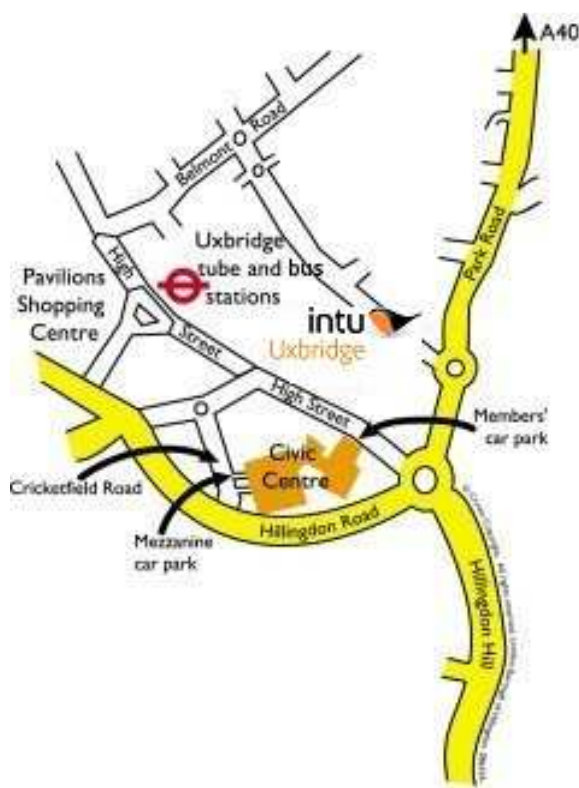 A40
Belmont Road
Park Road
High
Street
Uxbridge
tube and bus
stations
Pavilions
Shopping
Centre
intu
Uxbridge
High Street
Members'
car park
Civic
Centre
Cricketfield Road
Mezzanine
car park
Hillingdon Road
Hillingdon Hill